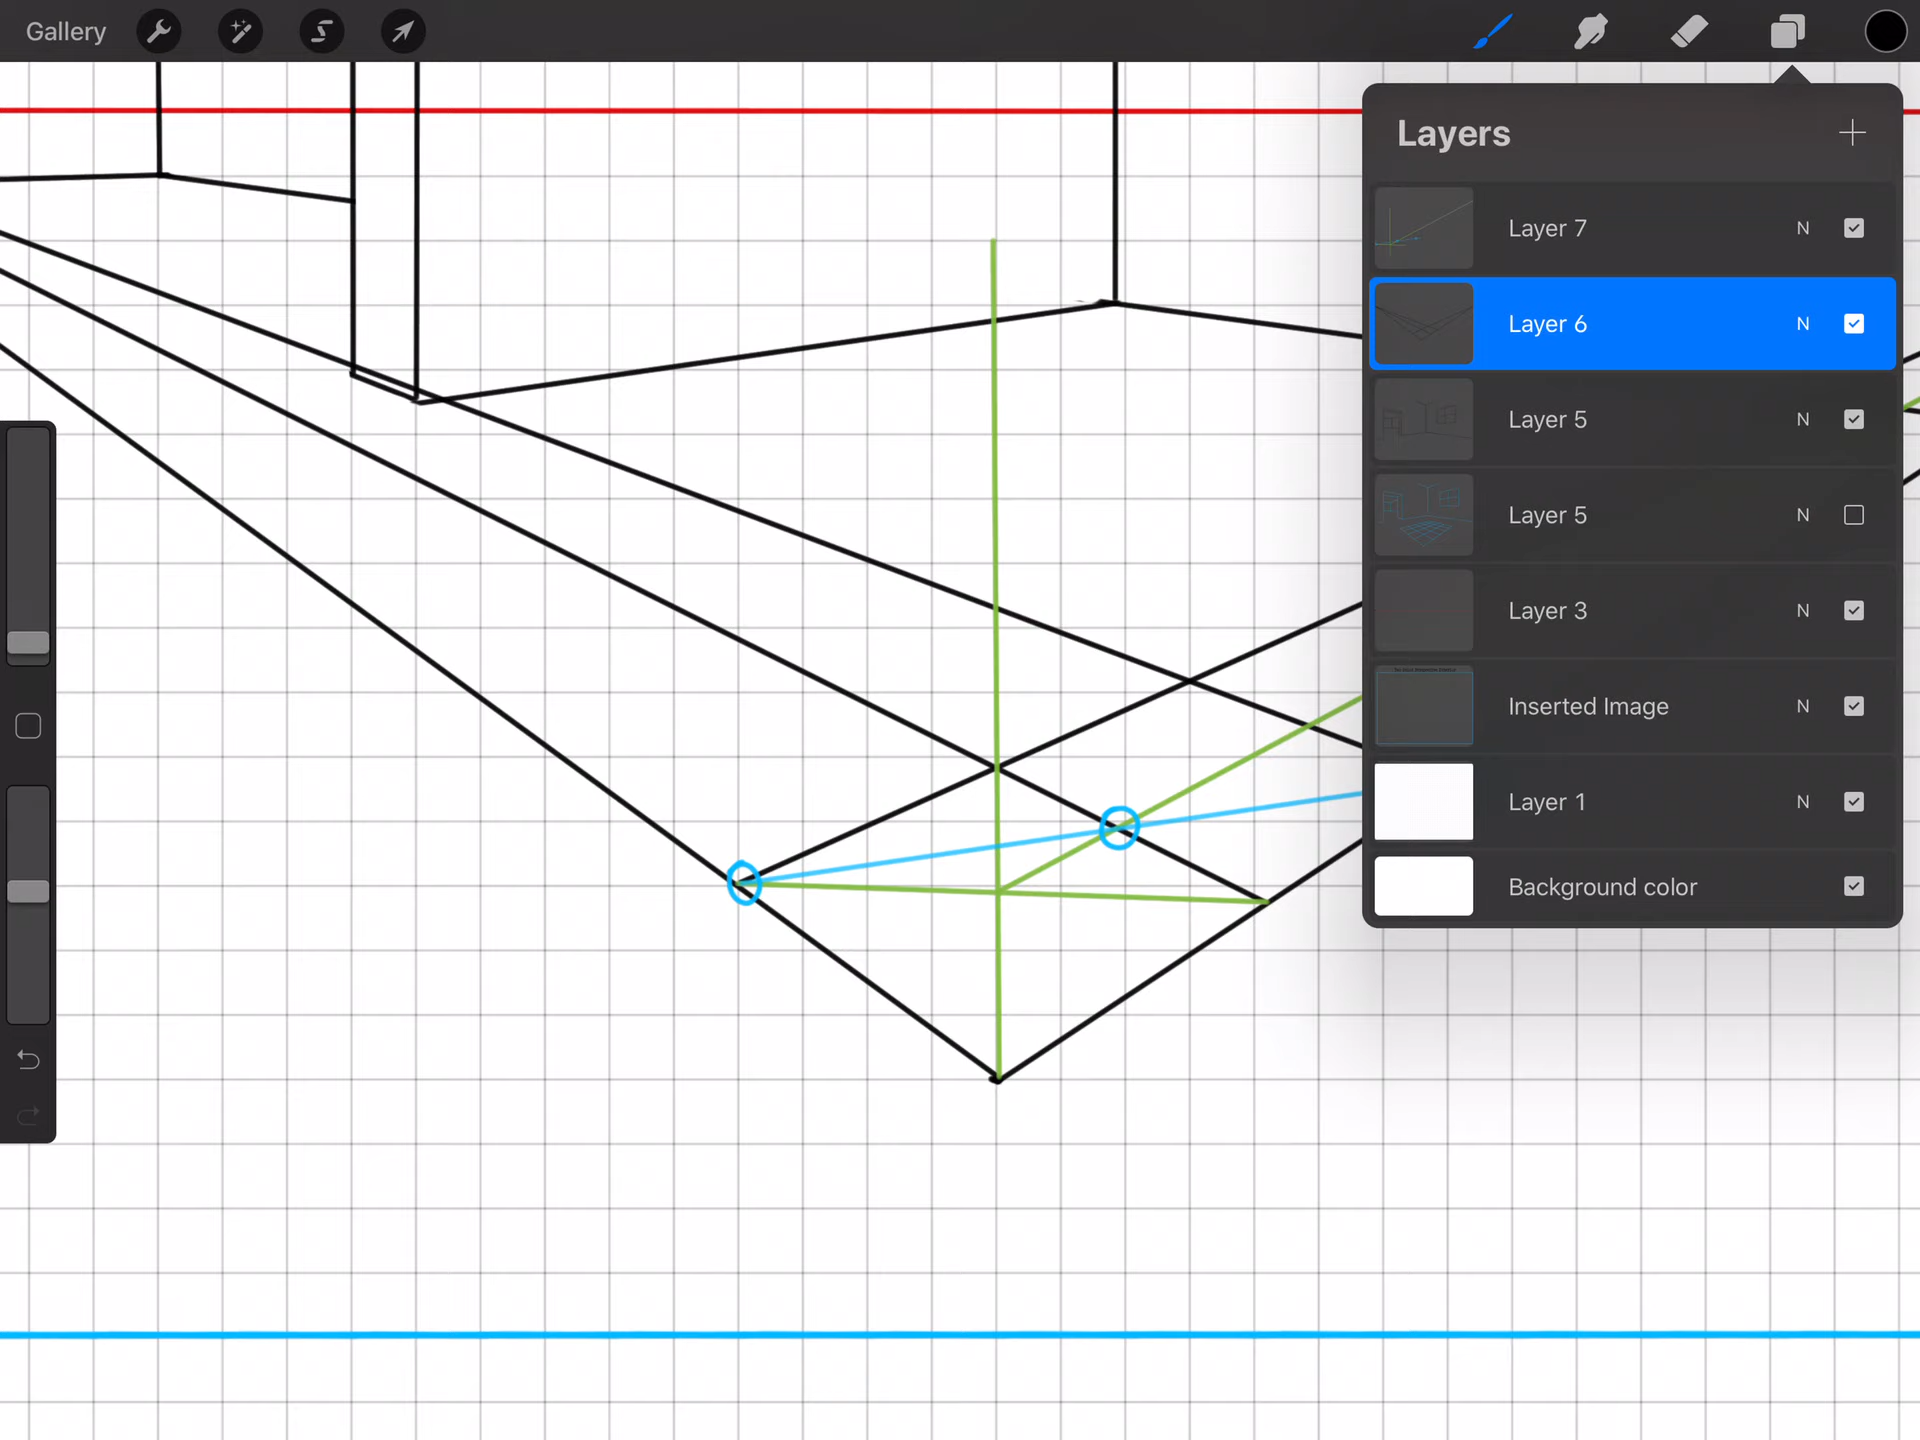 Gallery
Layers
Layer 7 N
Layer 6 N
Layer 5 N
Layer 5 N
Layer 3 N
Inserted Image N
Layer 1 N
Background color